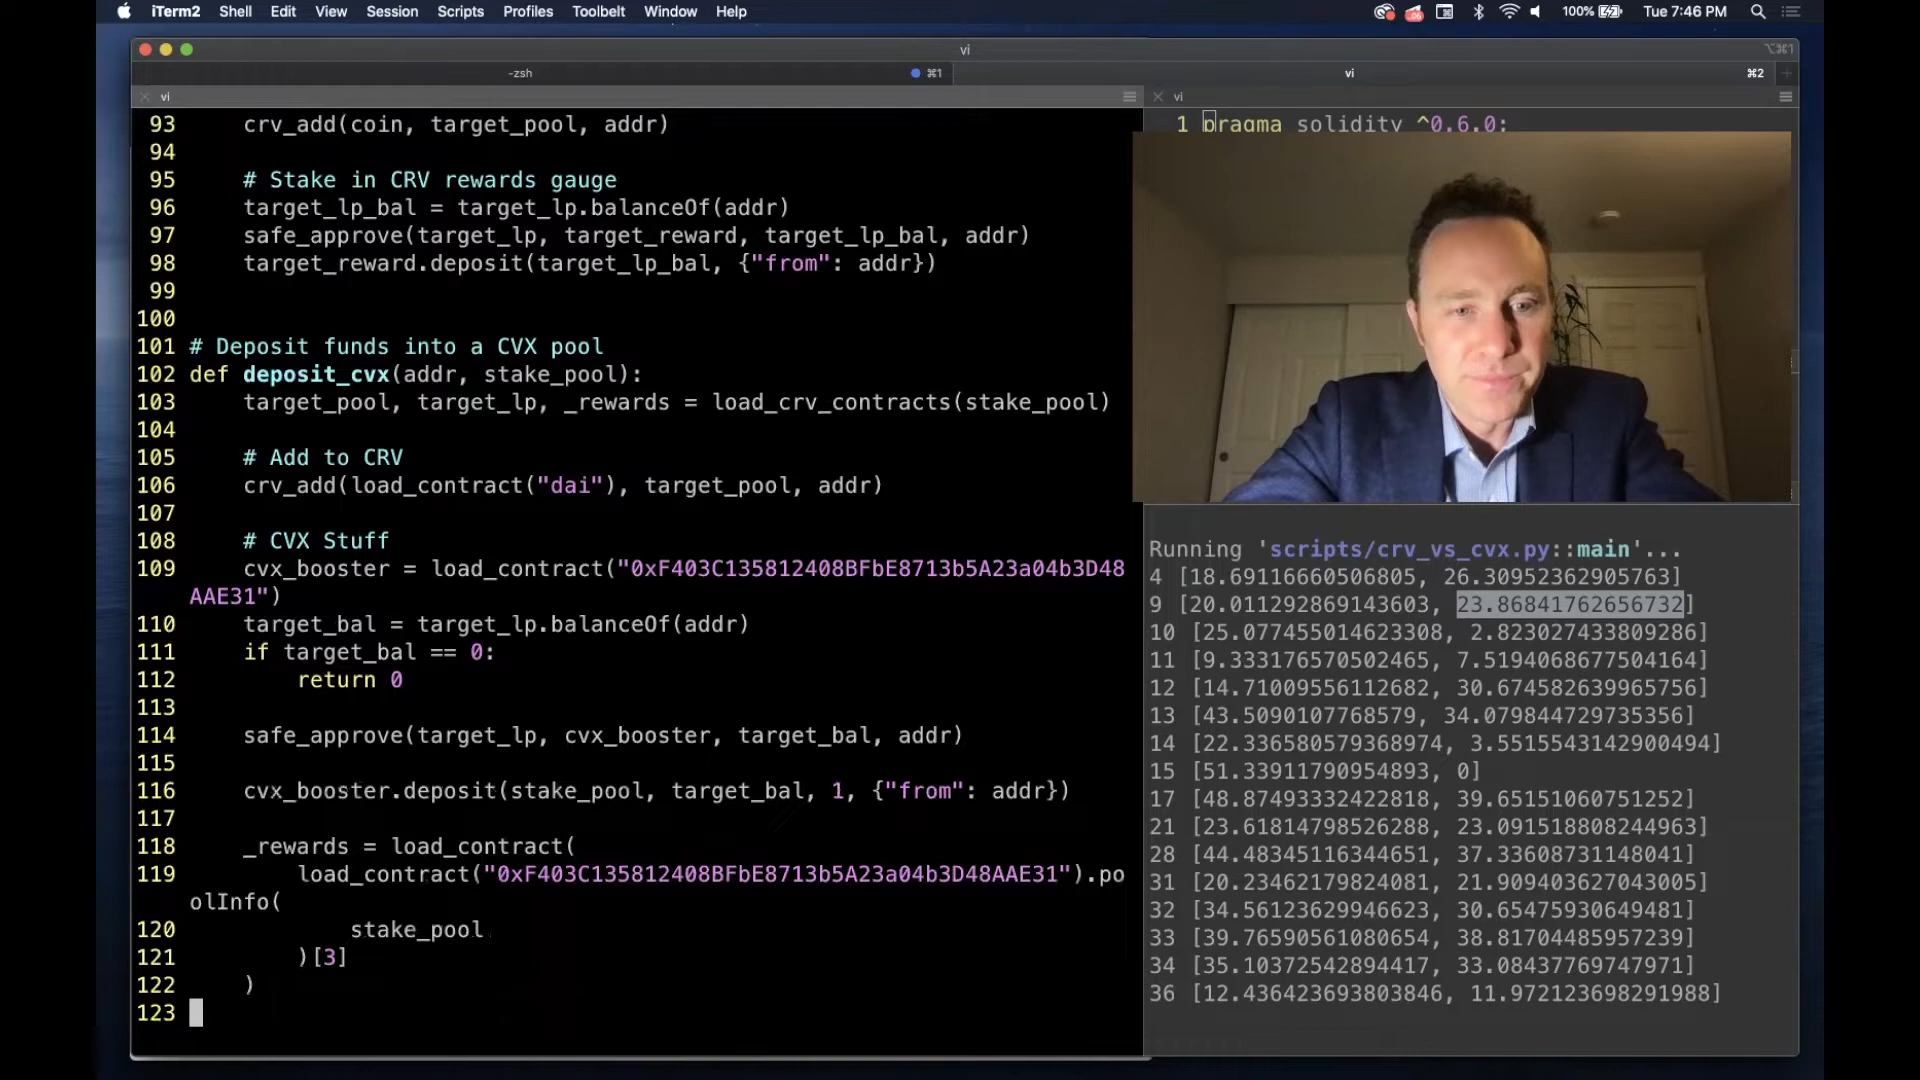 iTerm2 Shell Edit View Session Scripts Profiles Toolbelt Window Help 100% Tue 7:46 PM
vi ⌥⌘1
-zsh ⌘1 vi ⌘2
vi
93 crv_add(coin, target_pool, addr)
94
95 # Stake in CRV rewards gauge
96 target_lp_bal = target_lp.balanceOf(addr)
97 safe_approve(target_lp, target_reward, target_lp_bal, addr)
98 target_reward.deposit(target_lp_bal, {"from": addr})
99
100
101 # Deposit funds into a CVX pool
102 def deposit_cvx(addr, stake_pool):
103 target_pool, target_lp, _rewards = load_crv_contracts(stake_pool)
104
105 # Add to CRV
106 crv_add(load_contract("dai"), target_pool, addr)
107
108 # CVX Stuff
109 cvx_booster = load_contract("0xF403C135812408BFbE8713b5A23a04b3D48
AAE31")
110 target_bal = target_lp.balanceOf(addr)
111 if target_bal == 0:
112 return 0
113
114 safe_approve(target_lp, cvx_booster, target_bal, addr)
115
116 cvx_booster.deposit(stake_pool, target_bal, 1, {"from": addr})
117
118 _rewards = load_contract(
119 load_contract("0xF403C135812408BFbE8713b5A23a04b3D48AAE31").po
olInfo(
120 stake_pool
121 )[3]
122 )
123
vi
1 pragma solidity ^0.6.0;
Running 'scripts/crv_vs_cvx.py::main'...
4 [18.69116660506805, 26.30952362905763]
9 [20.011292869143603, 23.86841762656732]
10 [25.077455014623308, 2.823027433809286]
11 [9.333176570502465, 7.5194068677504164]
12 [14.71009556112682, 30.674582639965756]
13 [43.5090107768579, 34.079844729735356]
14 [22.336580579368974, 3.5515543142900494]
15 [51.33911790954893, 0]
17 [48.87493332422818, 39.65151060751252]
21 [23.61814798526288, 23.091518808244963]
28 [44.48345116344651, 37.33608731148041]
31 [20.23462179824081, 21.909403627043005]
32 [34.56123629946623, 30.65475930649481]
33 [39.76590561080654, 38.81704485957239]
34 [35.10372542894417, 33.08437769747971]
36 [12.436423693803846, 11.972123698291988]